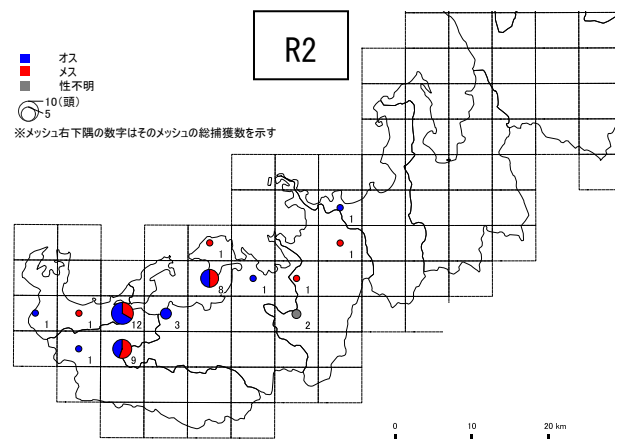 R2
オス
メス
性不明
10(頭)
5
※メッシュ右下隅の数字はそのメッシュの総捕獲数を示す
1
1 1
8 1 1
1 1 12 3 2
1 9
0 10 20 km